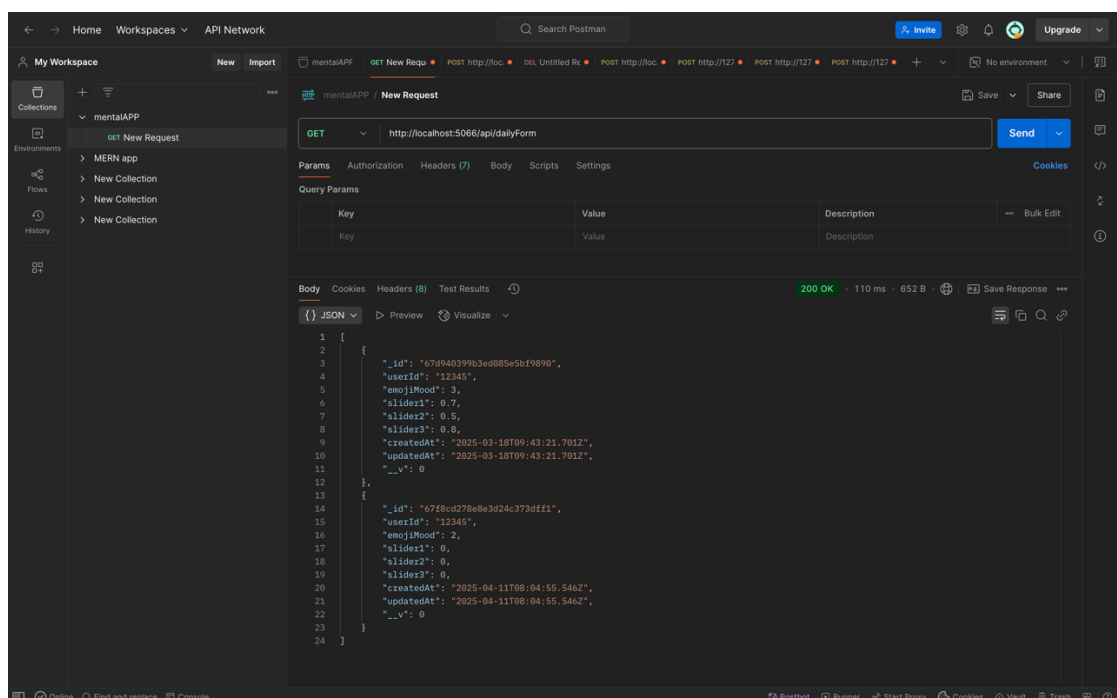 Home Workspaces API Network Search Postman Invite Upgrade
My Workspace New Import mentalAPP GET New Requ POST http://loc. DEL Untitled Re POST http://loc. POST http://127 POST http://127 POST http://127 No environment
Collections
Environments
Flows
History
mentalAPP
GET New Request
MERN app
New Collection
New Collection
New Collection
HTTP mentalAPP / New Request Save Share
GET http://localhost:5066/api/dailyForm Send
Params Authorization Headers (7) Body Scripts Settings Cookies
Query Params
Key Value Description Bulk Edit
Key Value Description
Body Cookies Headers (8) Test Results 200 OK 110 ms 652 B Save Response
{} JSON Preview Visualize
1 [
2 {
3 "_id": "67d940399b3ed085e5bf9890",
4 "userId": "12345",
5 "emojiMood": 3,
6 "slider1": 0.7,
7 "slider2": 0.5,
8 "slider3": 0.8,
9 "createdAt": "2025-03-18T09:43:21.701Z",
10 "updatedAt": "2025-03-18T09:43:21.701Z",
11 "__v": 0
12 },
13 {
14 "_id": "67f8cd278e8e3d24c373dff1",
15 "userId": "12345",
16 "emojiMood": 2,
17 "slider1": 0,
18 "slider2": 0,
19 "slider3": 0,
20 "createdAt": "2025-04-11T08:04:55.546Z",
21 "updatedAt": "2025-04-11T08:04:55.546Z",
22 "__v": 0
23 }
24 ]
Online Find and replace Console Postbot Runner Start Proxy Cookies Vault Trash